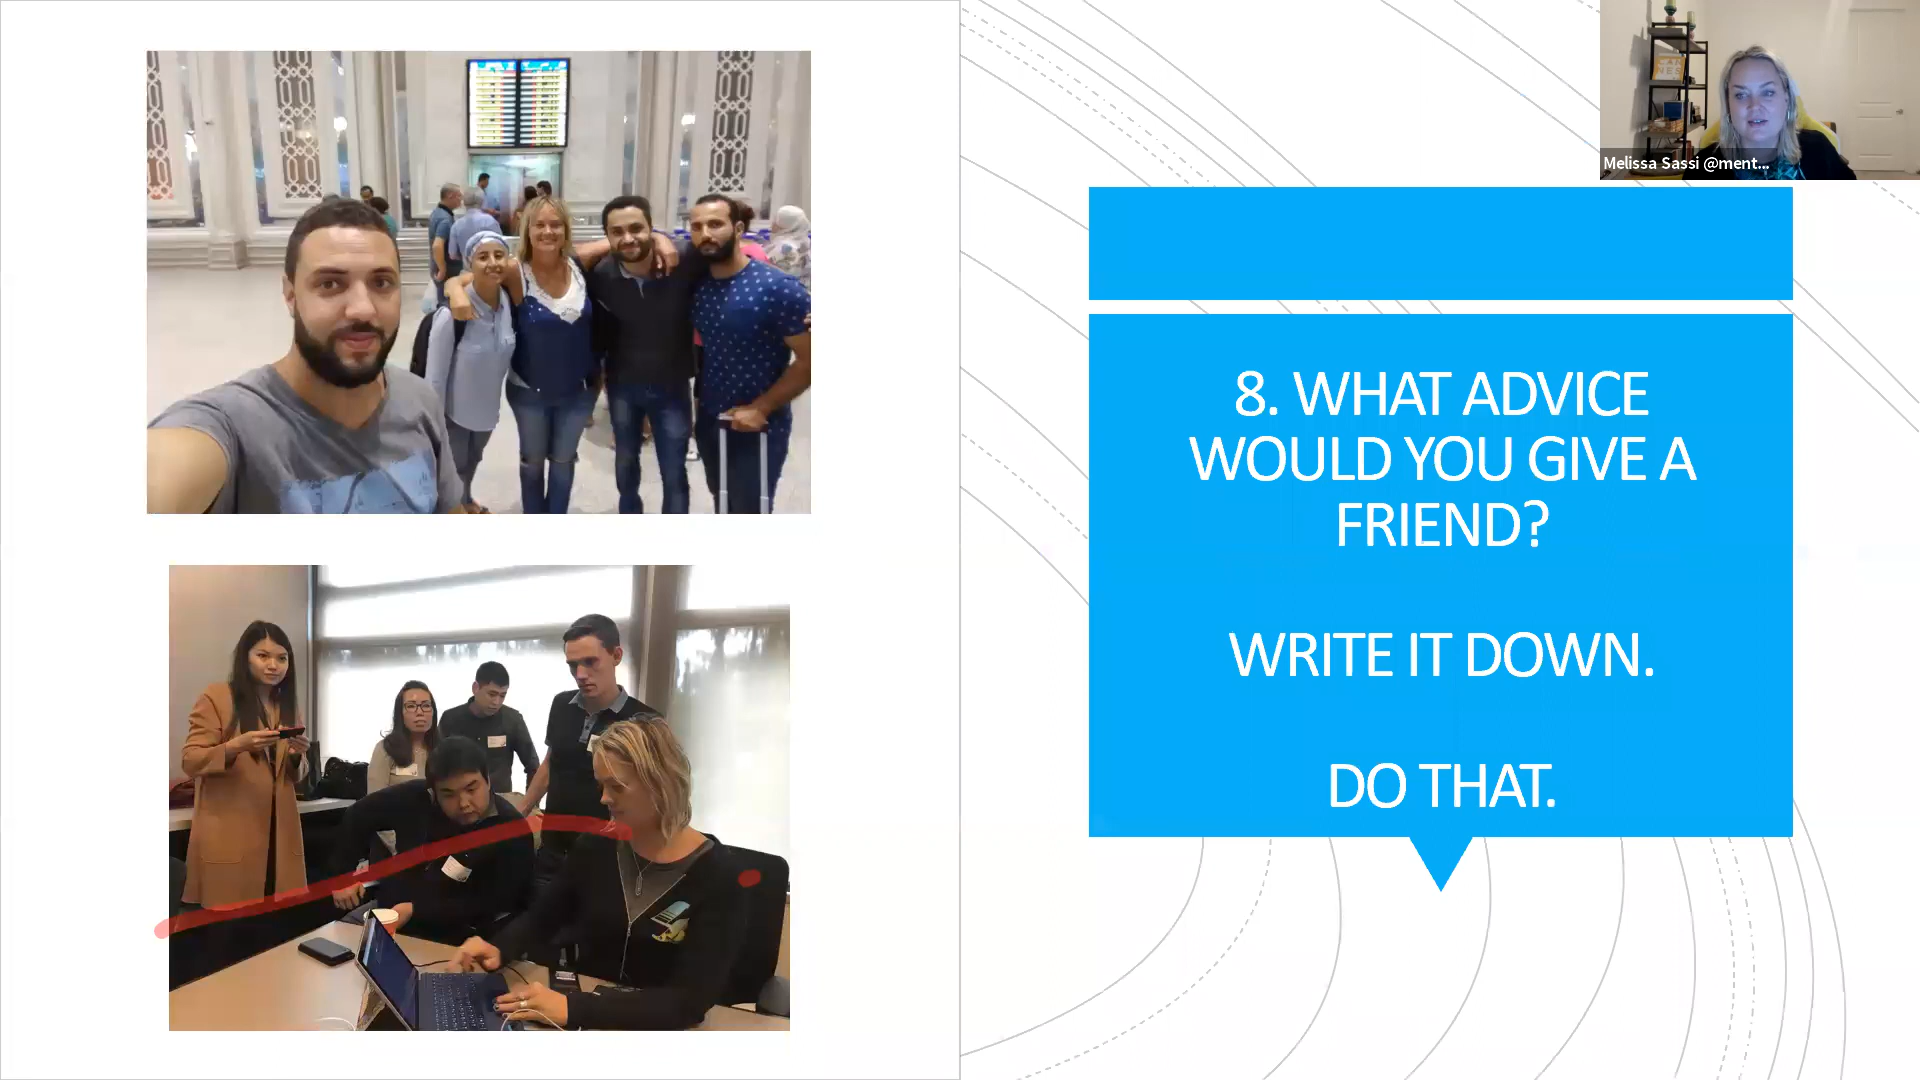 Melissa Sassi @ment...
8. WHAT ADVICE
WOULD YOU GIVE A
FRIEND?
WRITE IT DOWN.
DO THAT.